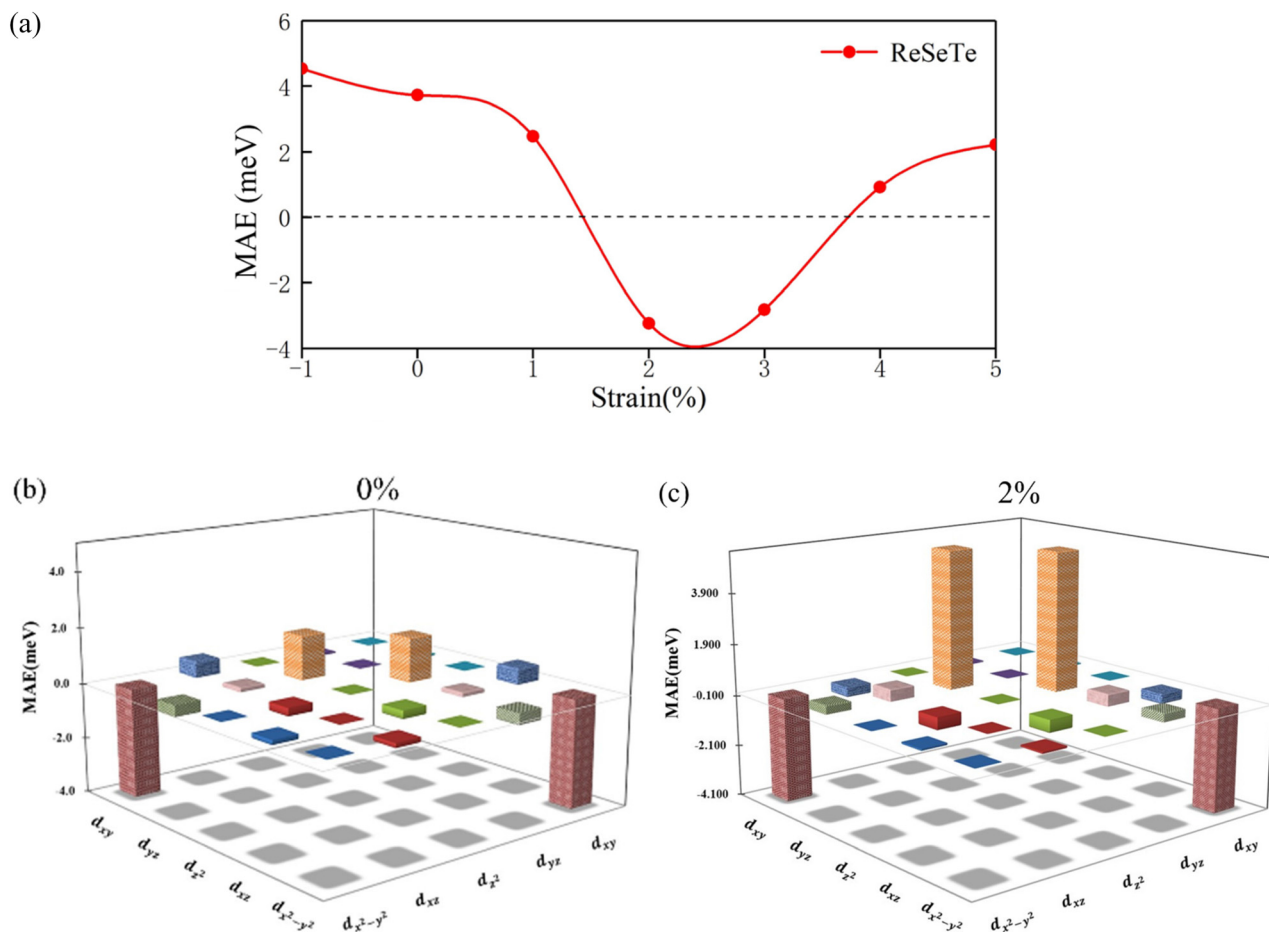 (a)
6
4
2
0
-2
-4
MAE (meV)
ReSeTe
-1 0 1 2 3 4 5
Strain(%)
(b)
0%
4.0
2.0
0.0
-2.0
-4.0
MAE(meV)
dxy
dyz
dz²
dxz
dx²−y²
dx²−y²
dxz
dz²
dyz
dxy
(c)
2%
3.900
1.900
-0.100
-2.100
-4.100
MAE(meV)
dxy
dyz
dz²
dxz
dx²−y²
dx²−y²
dxz
dz²
dyz
dxy